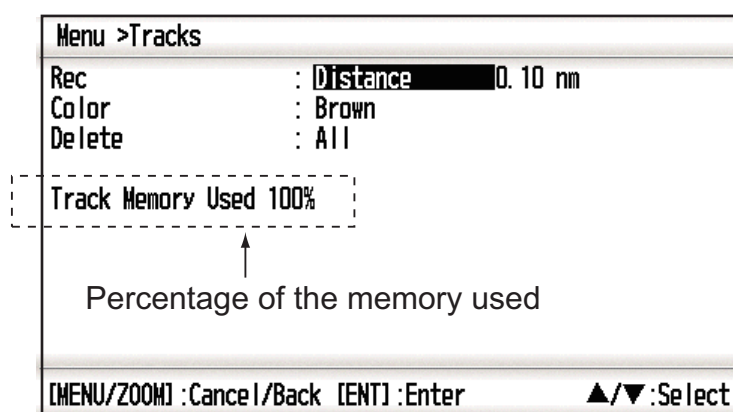 Menu >Tracks
Rec : Distance 0.10 nm
Color : Brown
Delete : All
Track Memory Used 100%
Percentage of the memory used
[MENU/ZOOM]:Cancel/Back [ENT]:Enter ▲/▼:Select